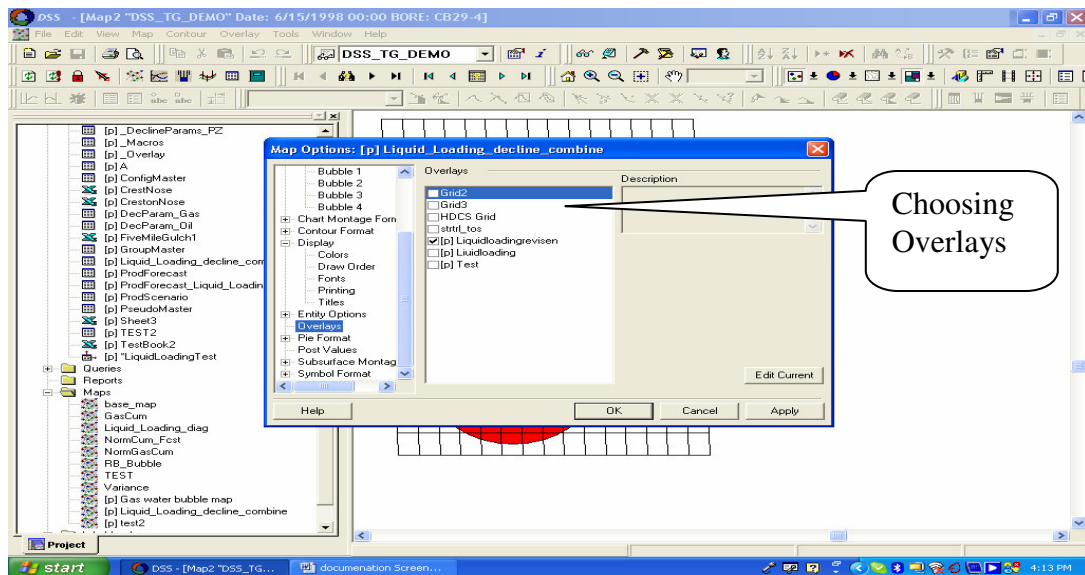 DSS - [Map2 "DSS_TG_DEMO" Date: 6/15/1998 00:00 BORE: CB29-4]
File Edit View Map Contour Overlay Tools Window Help
DSS_TG_DEMO
[p] _DeclineParams_PZ
[p] _Macros
[p] _Overlay
[p] A
[p] ConfigMaster
[p] CrestNose
[p] CrestonNose
[p] DecParam_Gas
[p] DecParam_Oil
[p] FiveMileGulch1
[p] GroupMaster
[p] Liquid_Loading_decline_com
[p] ProdForecast
[p] ProdForecast_Liquid_Loadin
[p] ProdScenario
[p] PseudoMaster
[p] Sheet3
[p] TEST2
[p] TestBook2
[p] "LiquidLoadingTest
Queries
Reports
Maps
base_map
GasCum
Liquid_Loading_diag
NormCum_Fcst
NormGasCum
RB_Bubble
TEST
Variance
[p] Gas water bubble map
[p] Liquid_Loading_decline_combine
[p] test2
Project
Map Options: [p] Liquid_Loading_decline_combine
Bubble 1
Bubble 2
Bubble 3
Bubble 4
Chart Montage Forn
Contour Format
Display
Colors
Draw Order
Fonts
Printing
Titles
Entity Options
Overlays
Pie Format
Post Values
Subsurface Montag
Symbol Format
Overlays
Grid2
Grid3
HDCS Grid
strtrl_tos
[p] Liquidloadingrevisen
[p] Liuidloading
[p] Test
Description
Edit Current
Help
OK
Cancel
Apply
Choosing
Overlays
start
DSS - [Map2 "DSS_TG...
documenation Screen...
4:13 PM